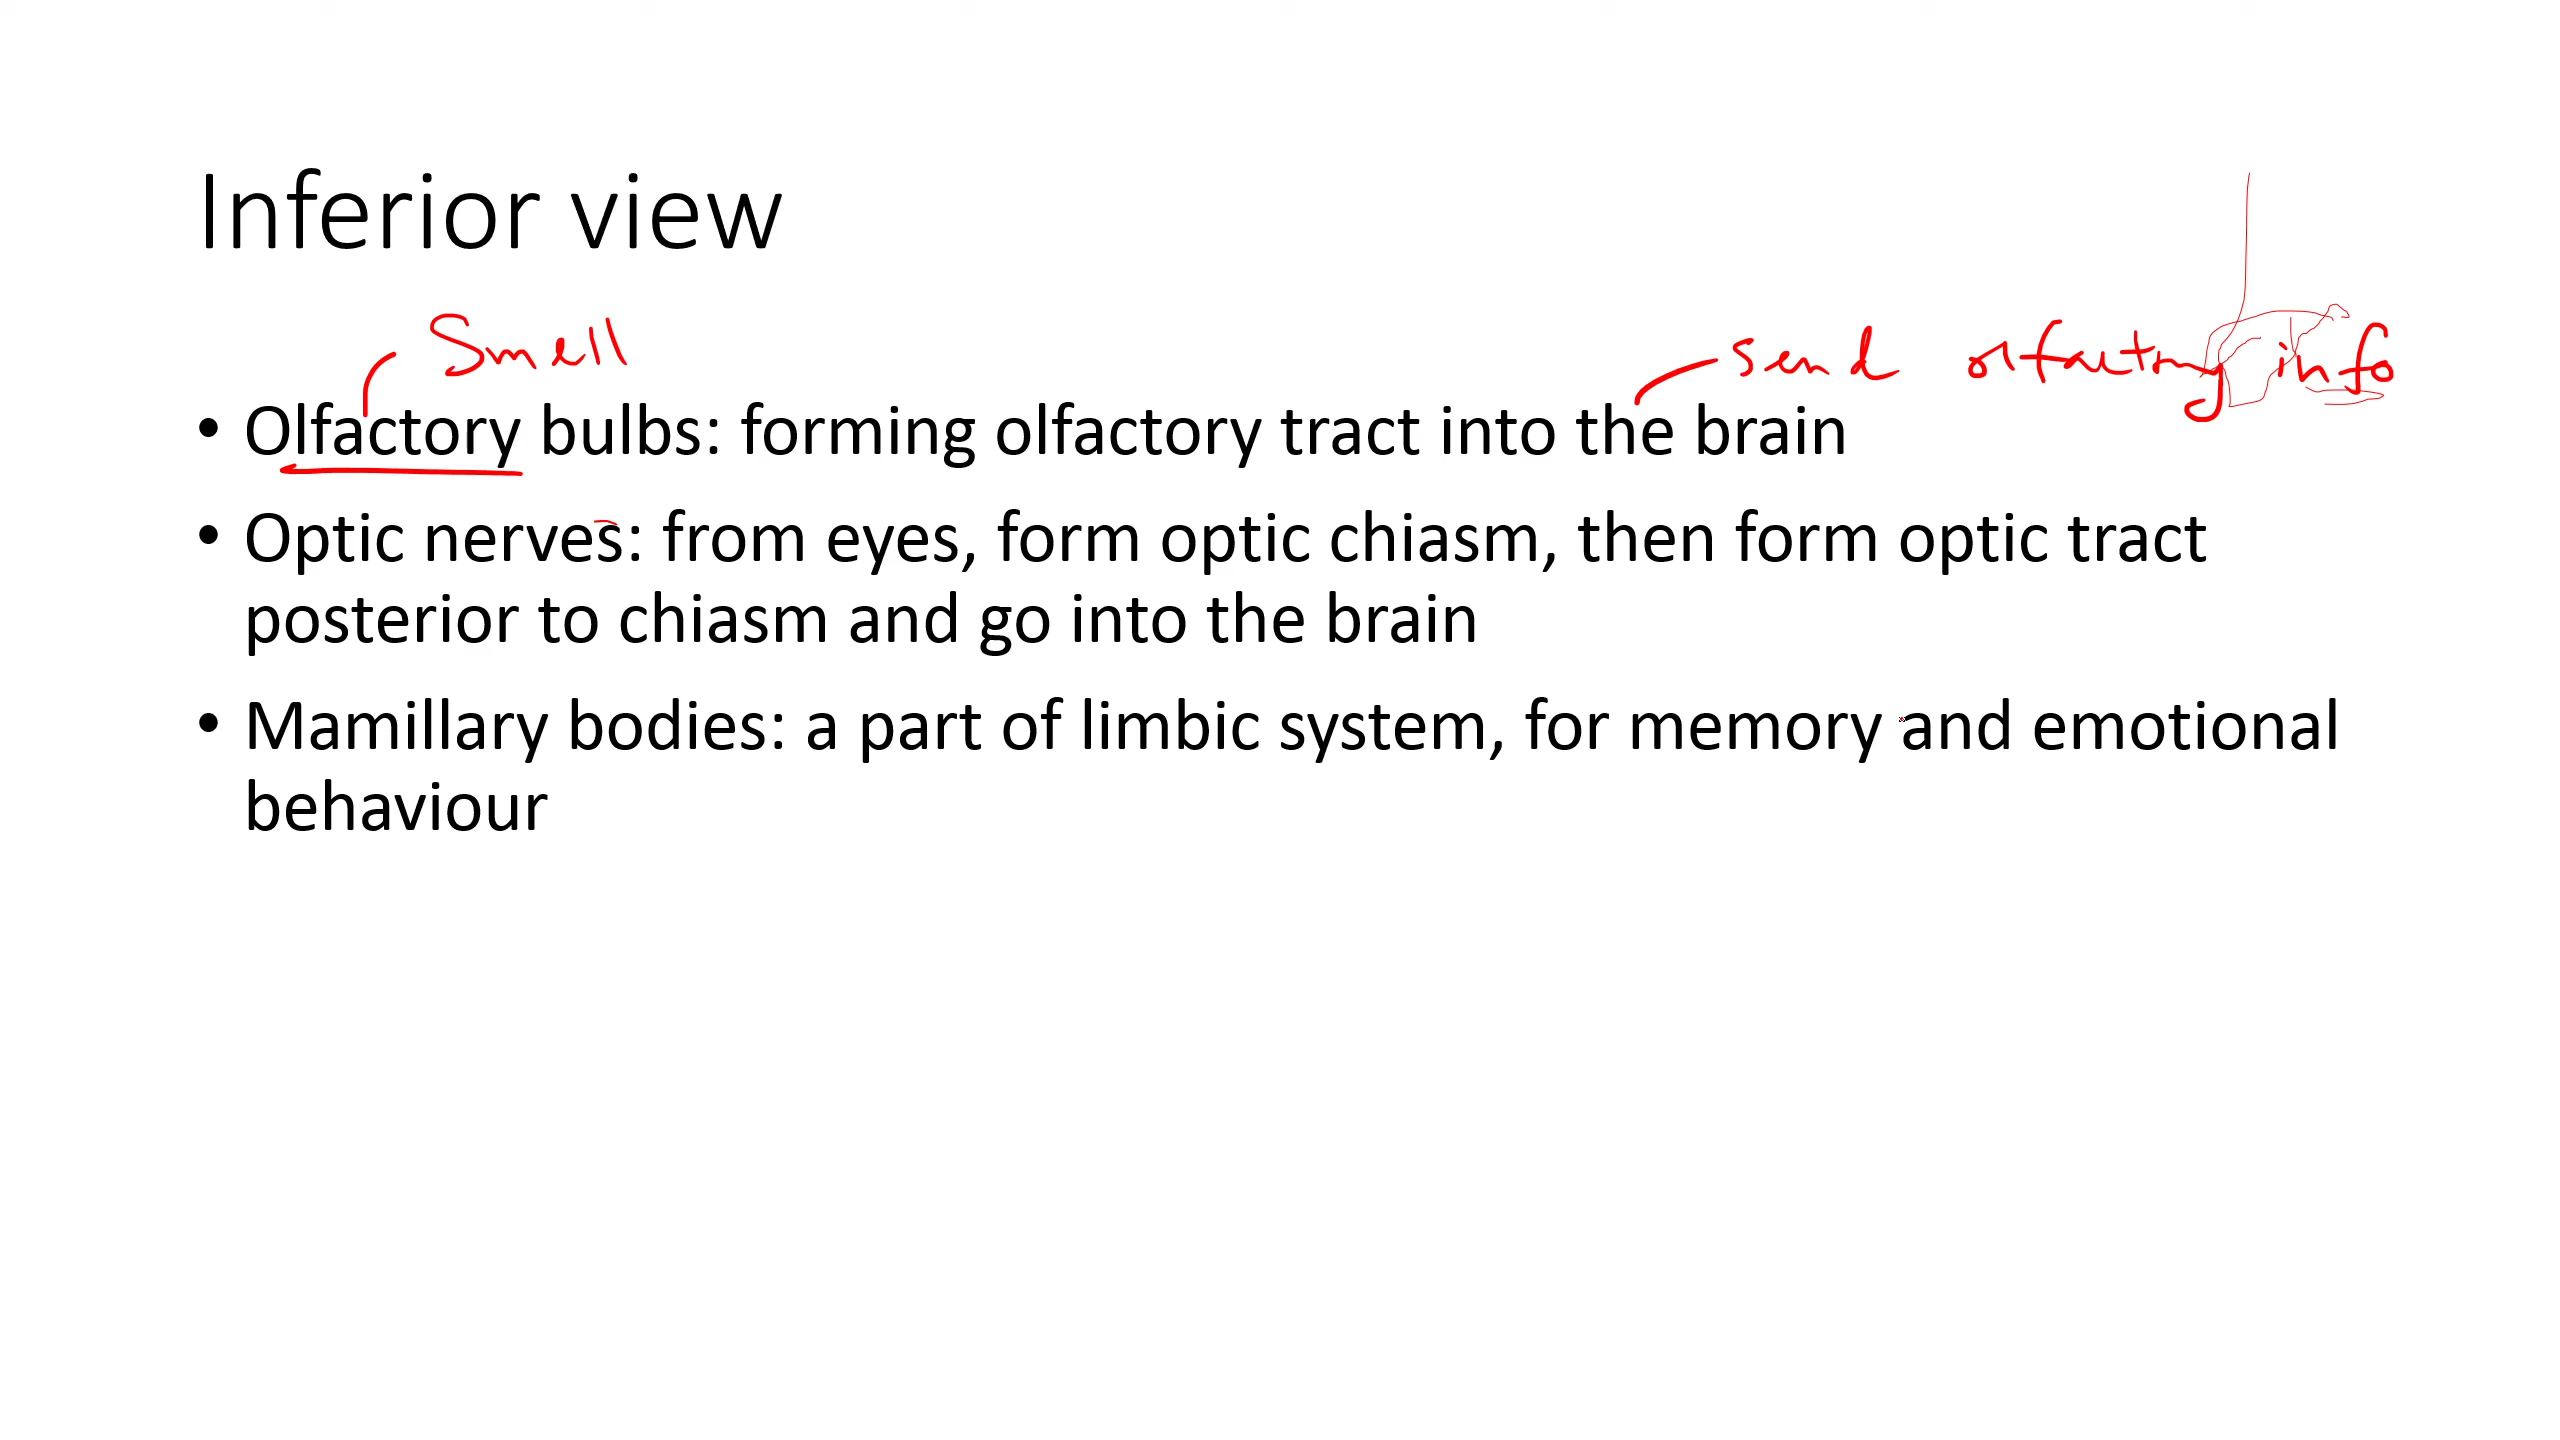 Inferior view
Smell
send olfactory info
• Olfactory bulbs: forming olfactory tract into the brain
• Optic nerves: from eyes, form optic chiasm, then form optic tract
posterior to chiasm and go into the brain
• Mamillary bodies: a part of limbic system, for memory and emotional
behaviour